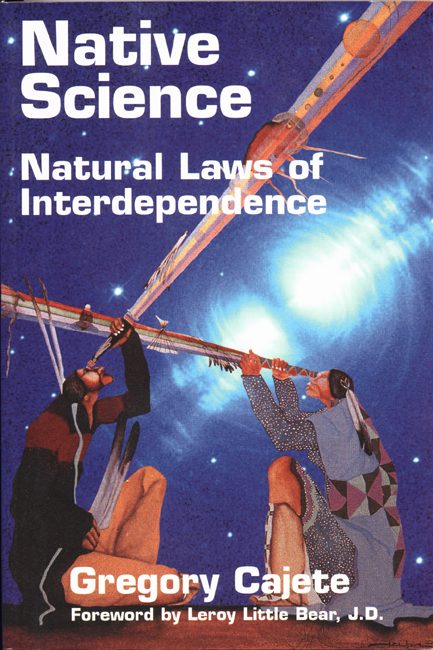 Native
Science
Natural Laws of
Interdependence
Gregory Cajete
Foreword by Leroy Little Bear, J.D.